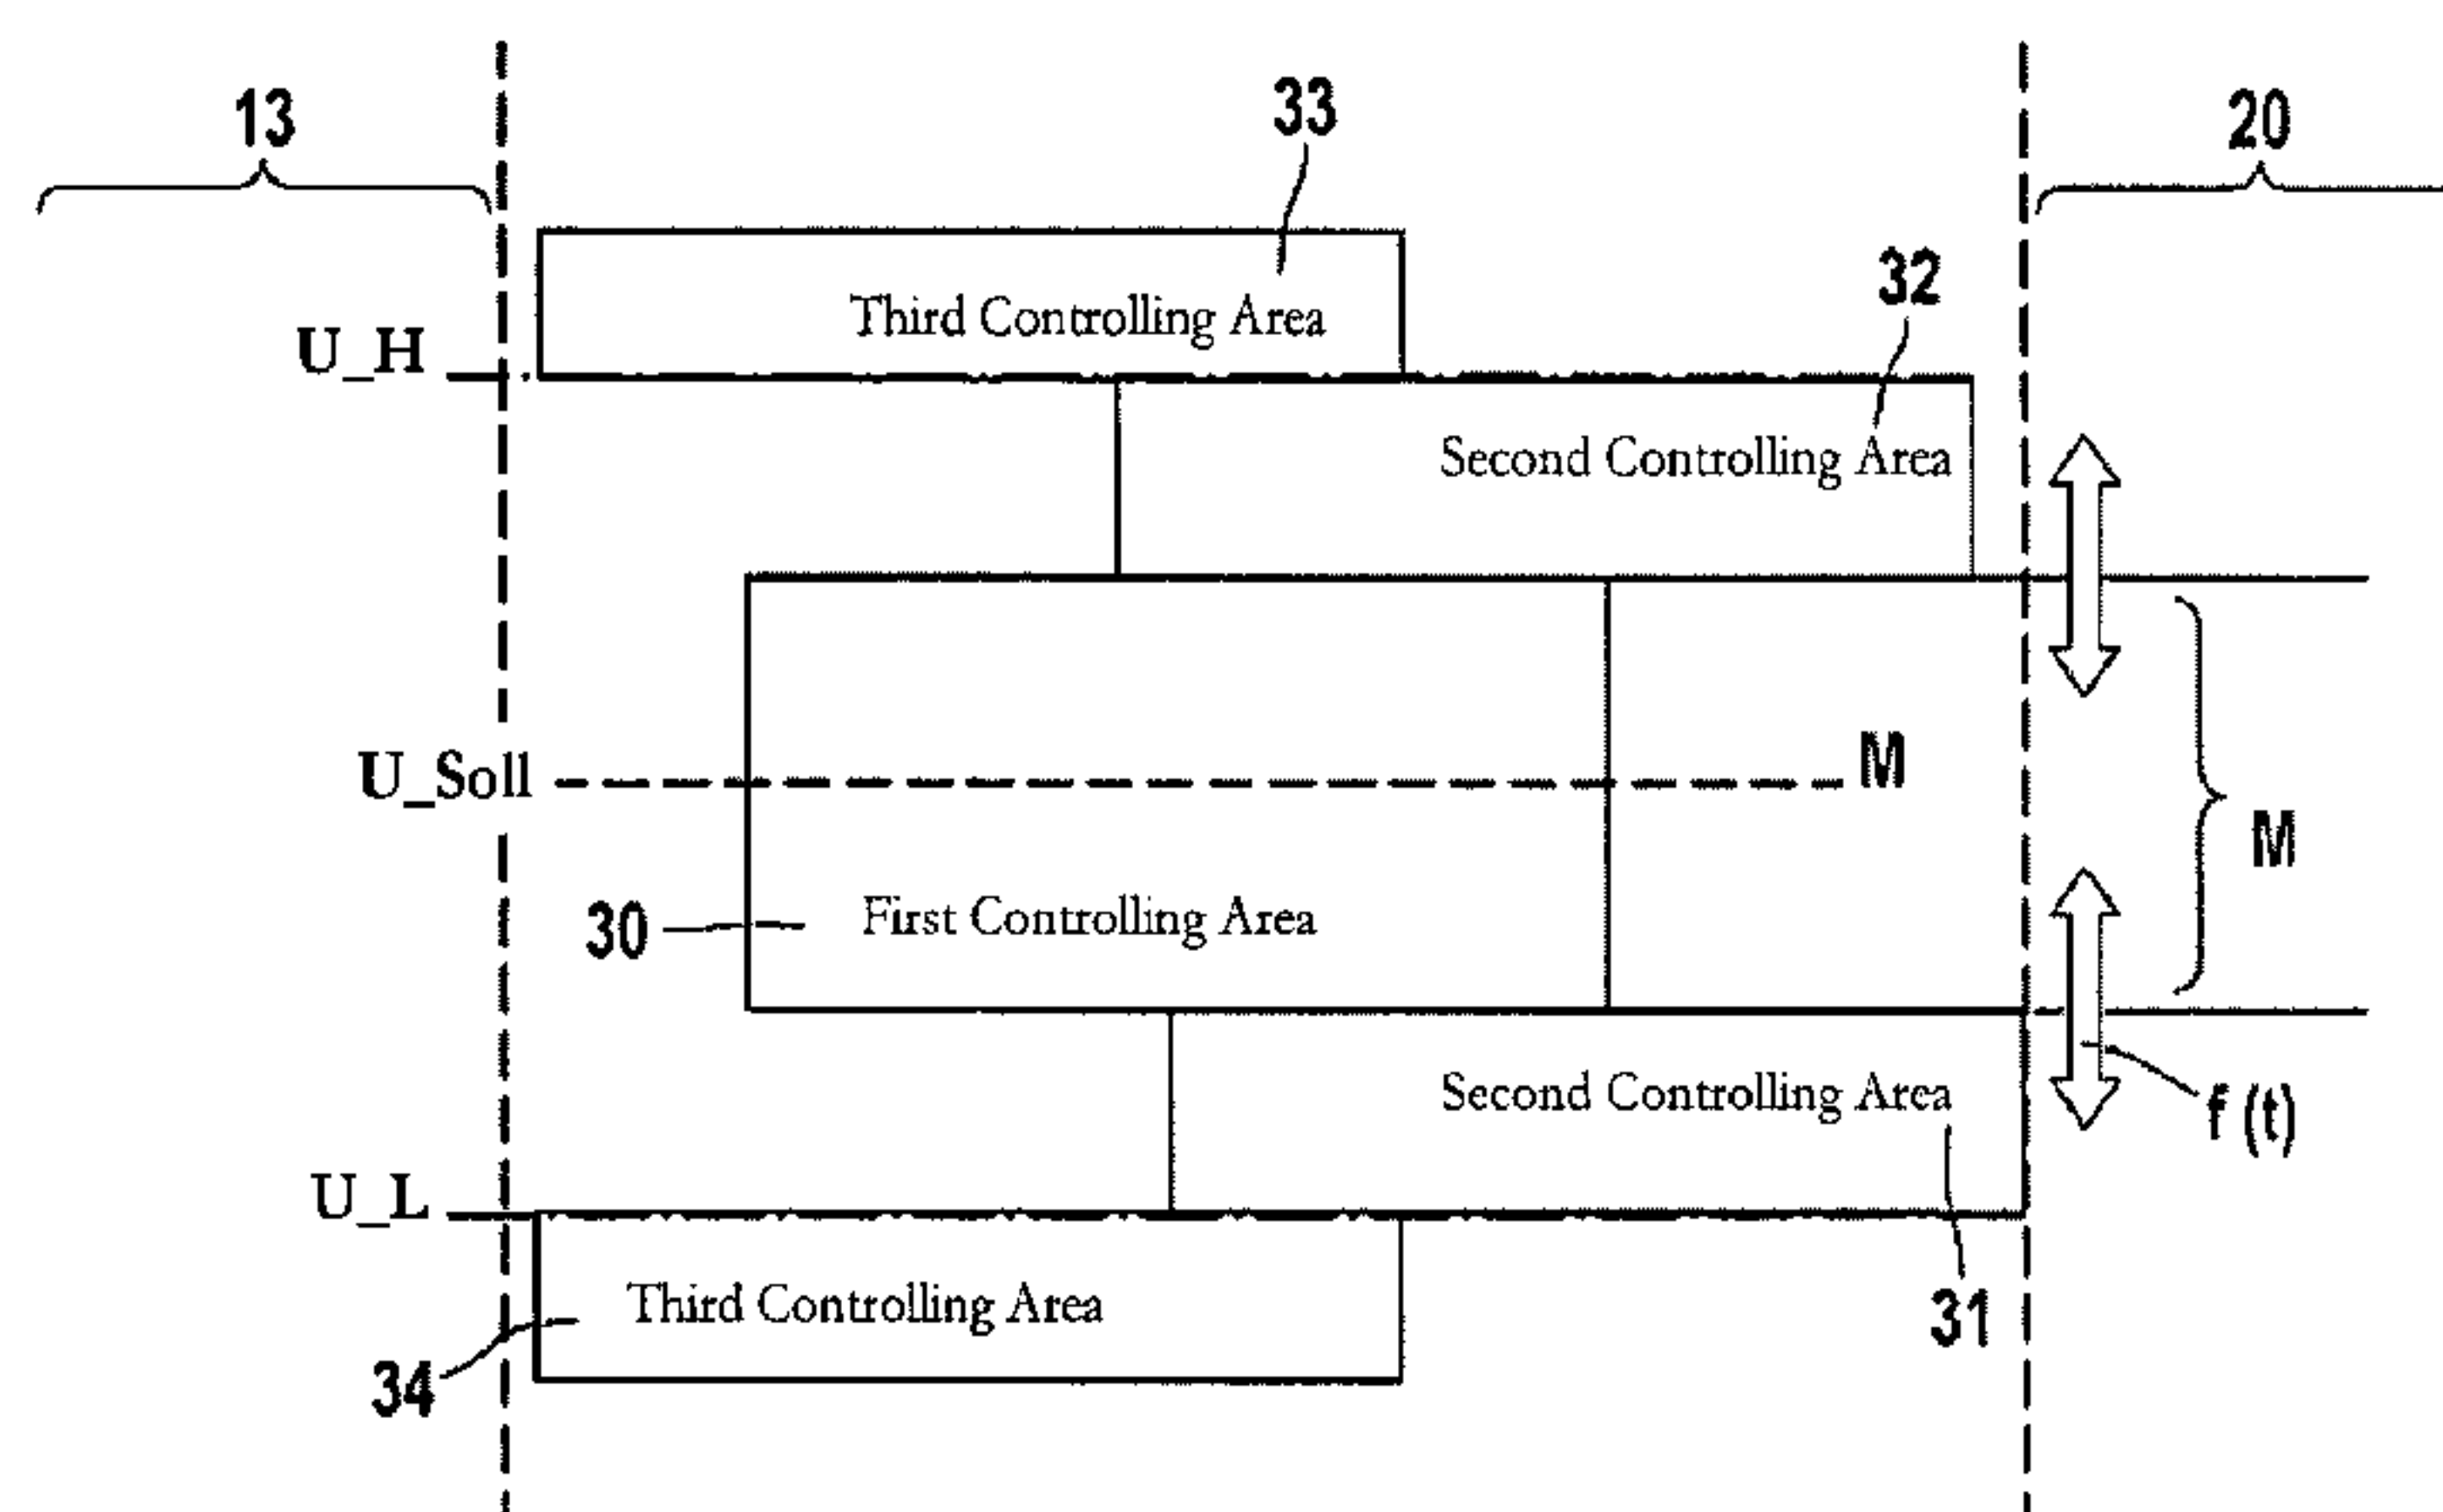 13
33
20
32
Third Controlling Area
U_H
Second Controlling Area
U_Soll
M
M
30
First Controlling Area
Second Controlling Area
f (t)
U_L
Third Controlling Area
31
34